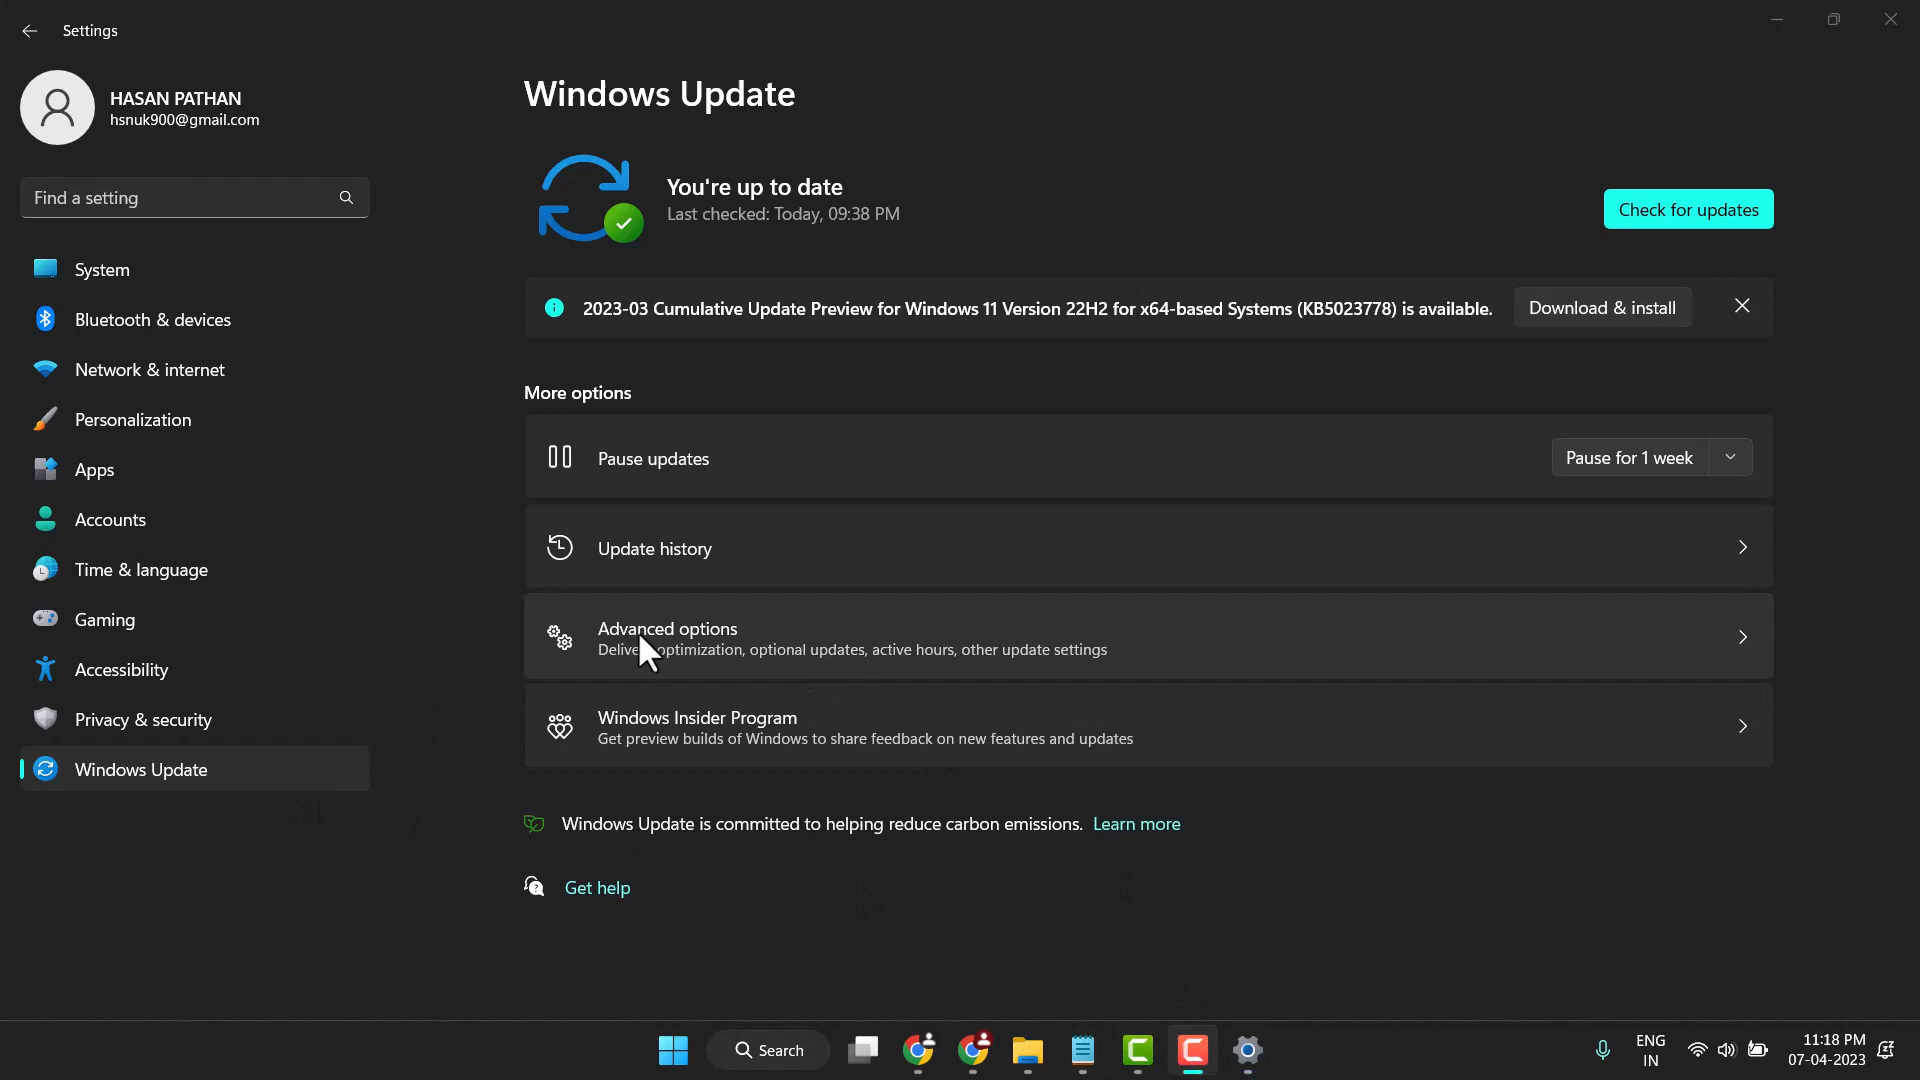 Settings
HASAN PATHAN
hsnuk900@gmail.com
Find a setting
System
Bluetooth & devices
Network & internet
Personalization
Apps
Accounts
Time & language
Gaming
Accessibility
Privacy & security
Windows Update
Windows Update
You're up to date
Last checked: Today, 09:38 PM
Check for updates
2023-03 Cumulative Update Preview for Windows 11 Version 22H2 for x64-based Systems (KB5023778) is available.
Download & install
More options
Pause updates
Pause for 1 week
Update history
Advanced options
optimization, optional updates, active hours, other update settings
Windows Insider Program
Get preview builds of Windows to share feedback on new features and updates
Windows Update is committed to helping reduce carbon emissions. Learn more
Get help
Search
ENG
IN
11:18 PM
07-04-2023